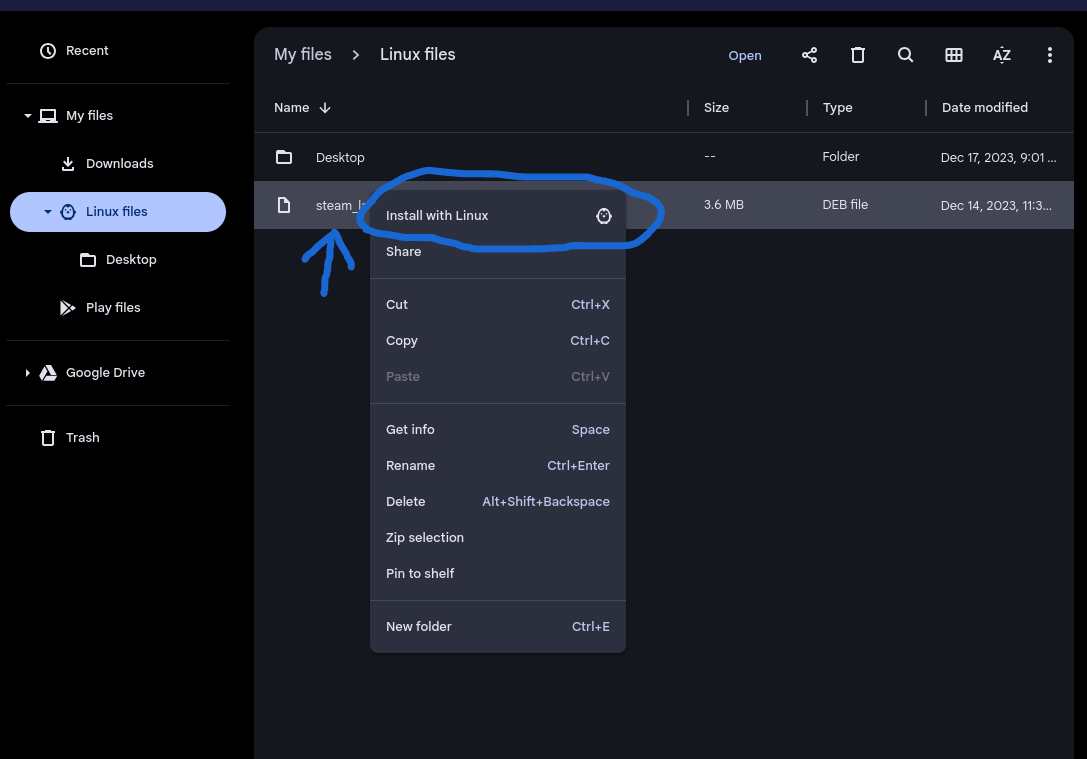 Recent
My files
Downloads
Linux files
Desktop
Play files
Google Drive
Trash
My files > Linux files
Open
AZ
Name Size Type Date modified
Desktop -- Folder Dec 17, 2023, 9:01 ...
3.6 MB DEB file Dec 14, 2023, 11:3...
Install with Linux
Share
Cut Ctrl+X
Copy Ctrl+C
Paste Ctrl+V
Get info Space
Rename Ctrl+Enter
Delete Alt+Shift+Backspace
Zip selection
Pin to shelf
New folder Ctrl+E